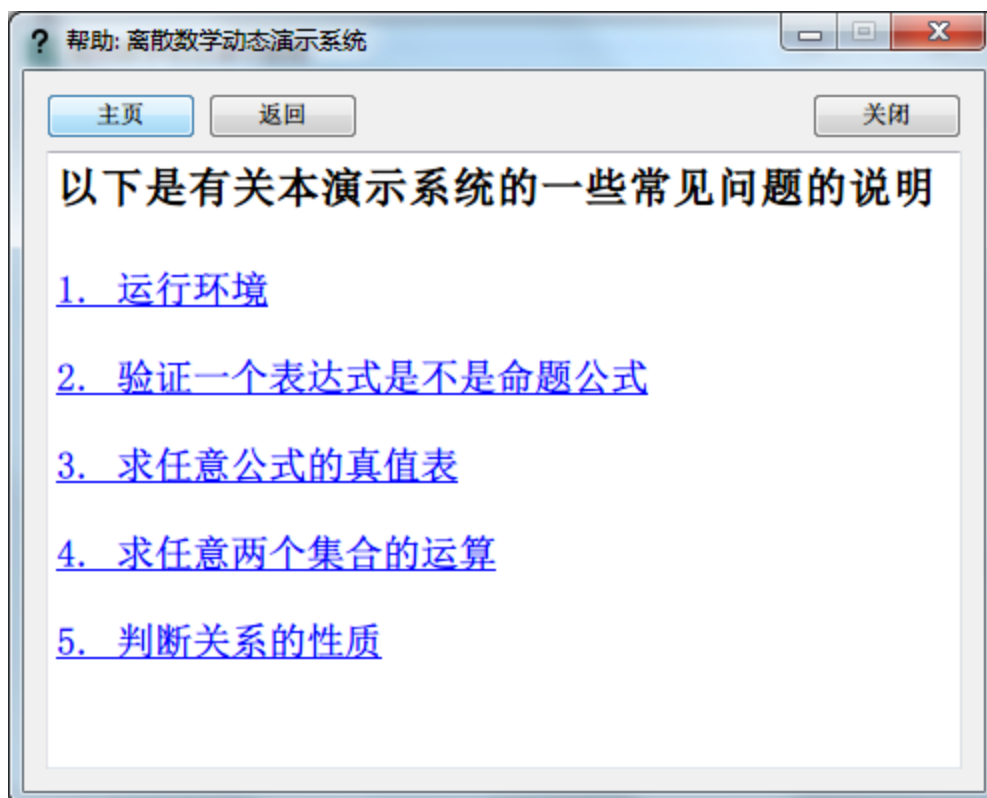 ? 帮助: 离散数学动态演示系统
主页 返回 关闭
以下是有关本演示系统的一些常见问题的说明
1. 运行环境
2. 验证一个表达式是不是命题公式
3. 求任意公式的真值表
4. 求任意两个集合的运算
5. 判断关系的性质